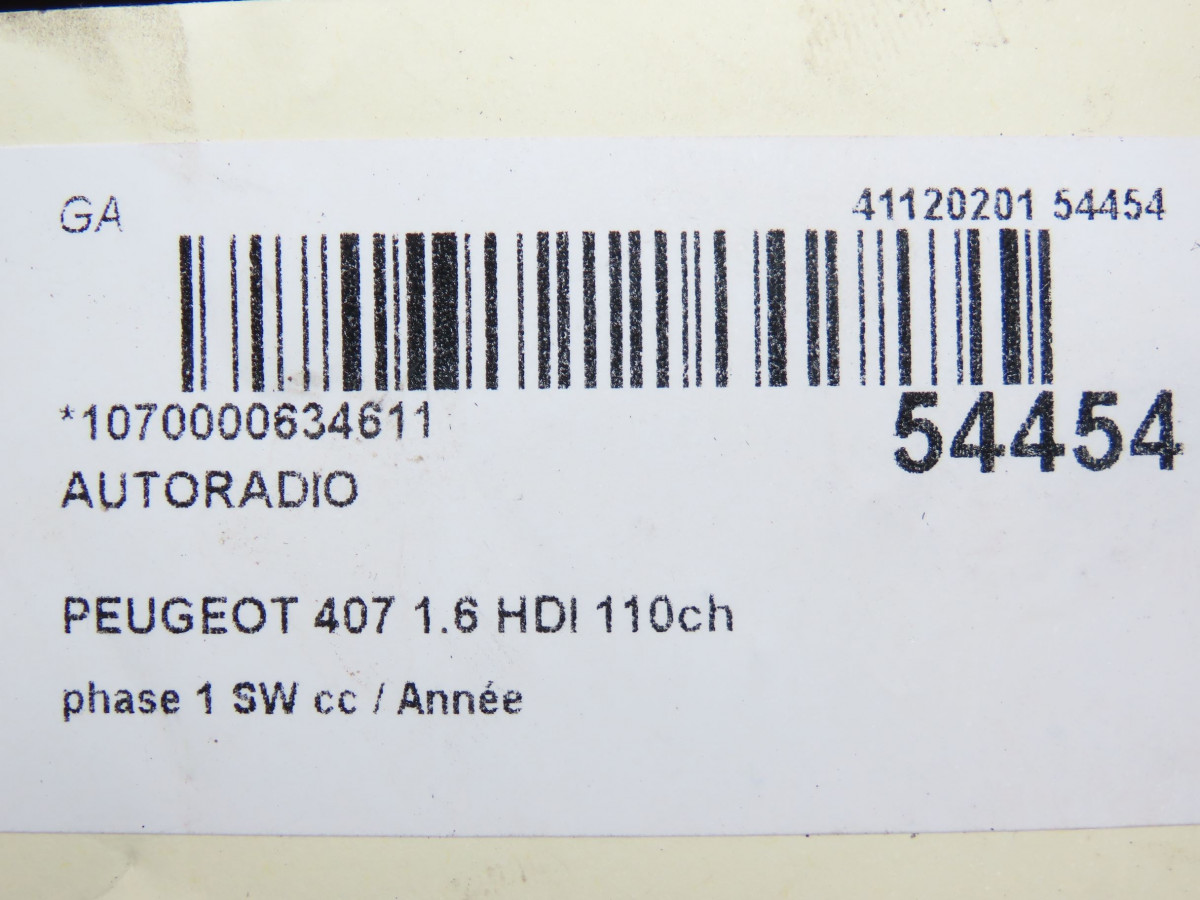 GA 41120201 54454
*1070000634611 54454
AUTORADIO
PEUGEOT 407 1.6 HDI 110ch
phase 1 SW cc / Année